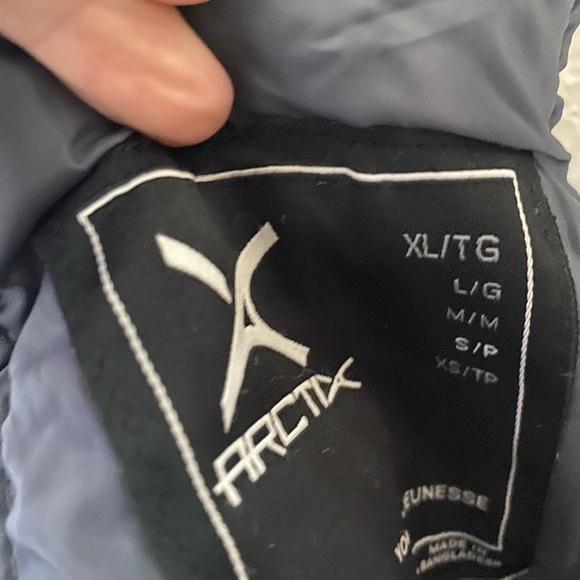 XL/TG
L/G
M/M
S/P
XS/TP
ARCTIX
JEUNESSE
MADE IN
BANGLADESH